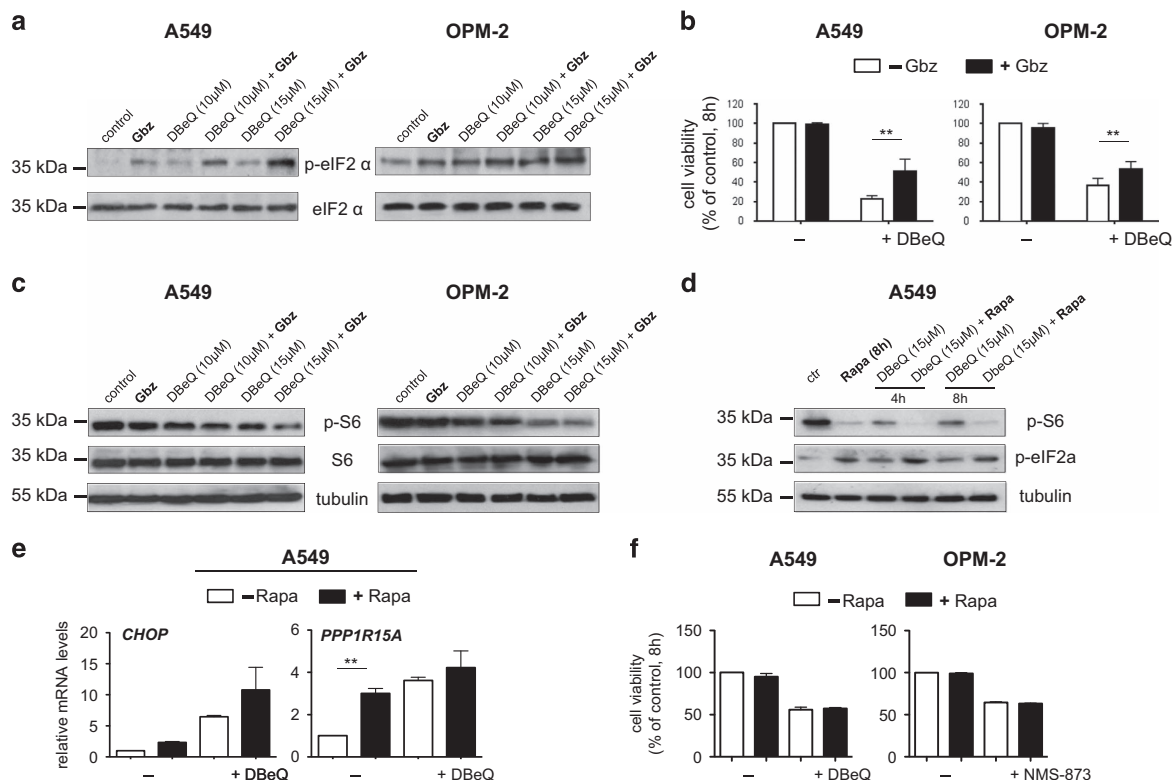 a
A549
OPM-2
control
Gbz
DBeQ (10μM)
DBeQ (10μM) + Gbz
DBeQ (15μM)
DBeQ (15μM) + Gbz
control
Gbz
DBeQ (10μM)
DBeQ (10μM) + Gbz
DBeQ (15μM)
DBeQ (15μM) + Gbz
35 kDa
p-eIF2 α
35 kDa
eIF2 α
b
A549
OPM-2
– Gbz
+ Gbz
cell viability
(% of control, 8h)
120
100
80
60
40
20
0
**
–
+ DBeQ
120
100
80
60
40
20
0
**
–
+ DBeQ
c
A549
OPM-2
control
Gbz
DBeQ (10μM)
DBeQ (10μM) + Gbz
DBeQ (15μM)
DBeQ (15μM) + Gbz
control
Gbz
DBeQ (10μM)
DBeQ (10μM) + Gbz
DBeQ (15μM)
DBeQ (15μM) + Gbz
35 kDa
p-S6
35 kDa
S6
55 kDa
tubulin
d
A549
ctr
Rapa (8h)
DBeQ (15μM)
DbeQ (15μM) + Rapa
DBeQ (15μM)
DbeQ (15μM) + Rapa
4h
8h
35 kDa
p-S6
35 kDa
p-eIF2a
55 kDa
tubulin
e
A549
– Rapa
+ Rapa
relative mRNA levels
20
15
10
5
0
CHOP
–
+ DBeQ
6
4
2
0
PPP1R15A
**
–
+ DBeQ
f
A549
OPM-2
– Rapa
+ Rapa
cell viability
(% of control, 8h)
150
100
50
0
–
+ DBeQ
150
100
50
0
–
+ NMS-873